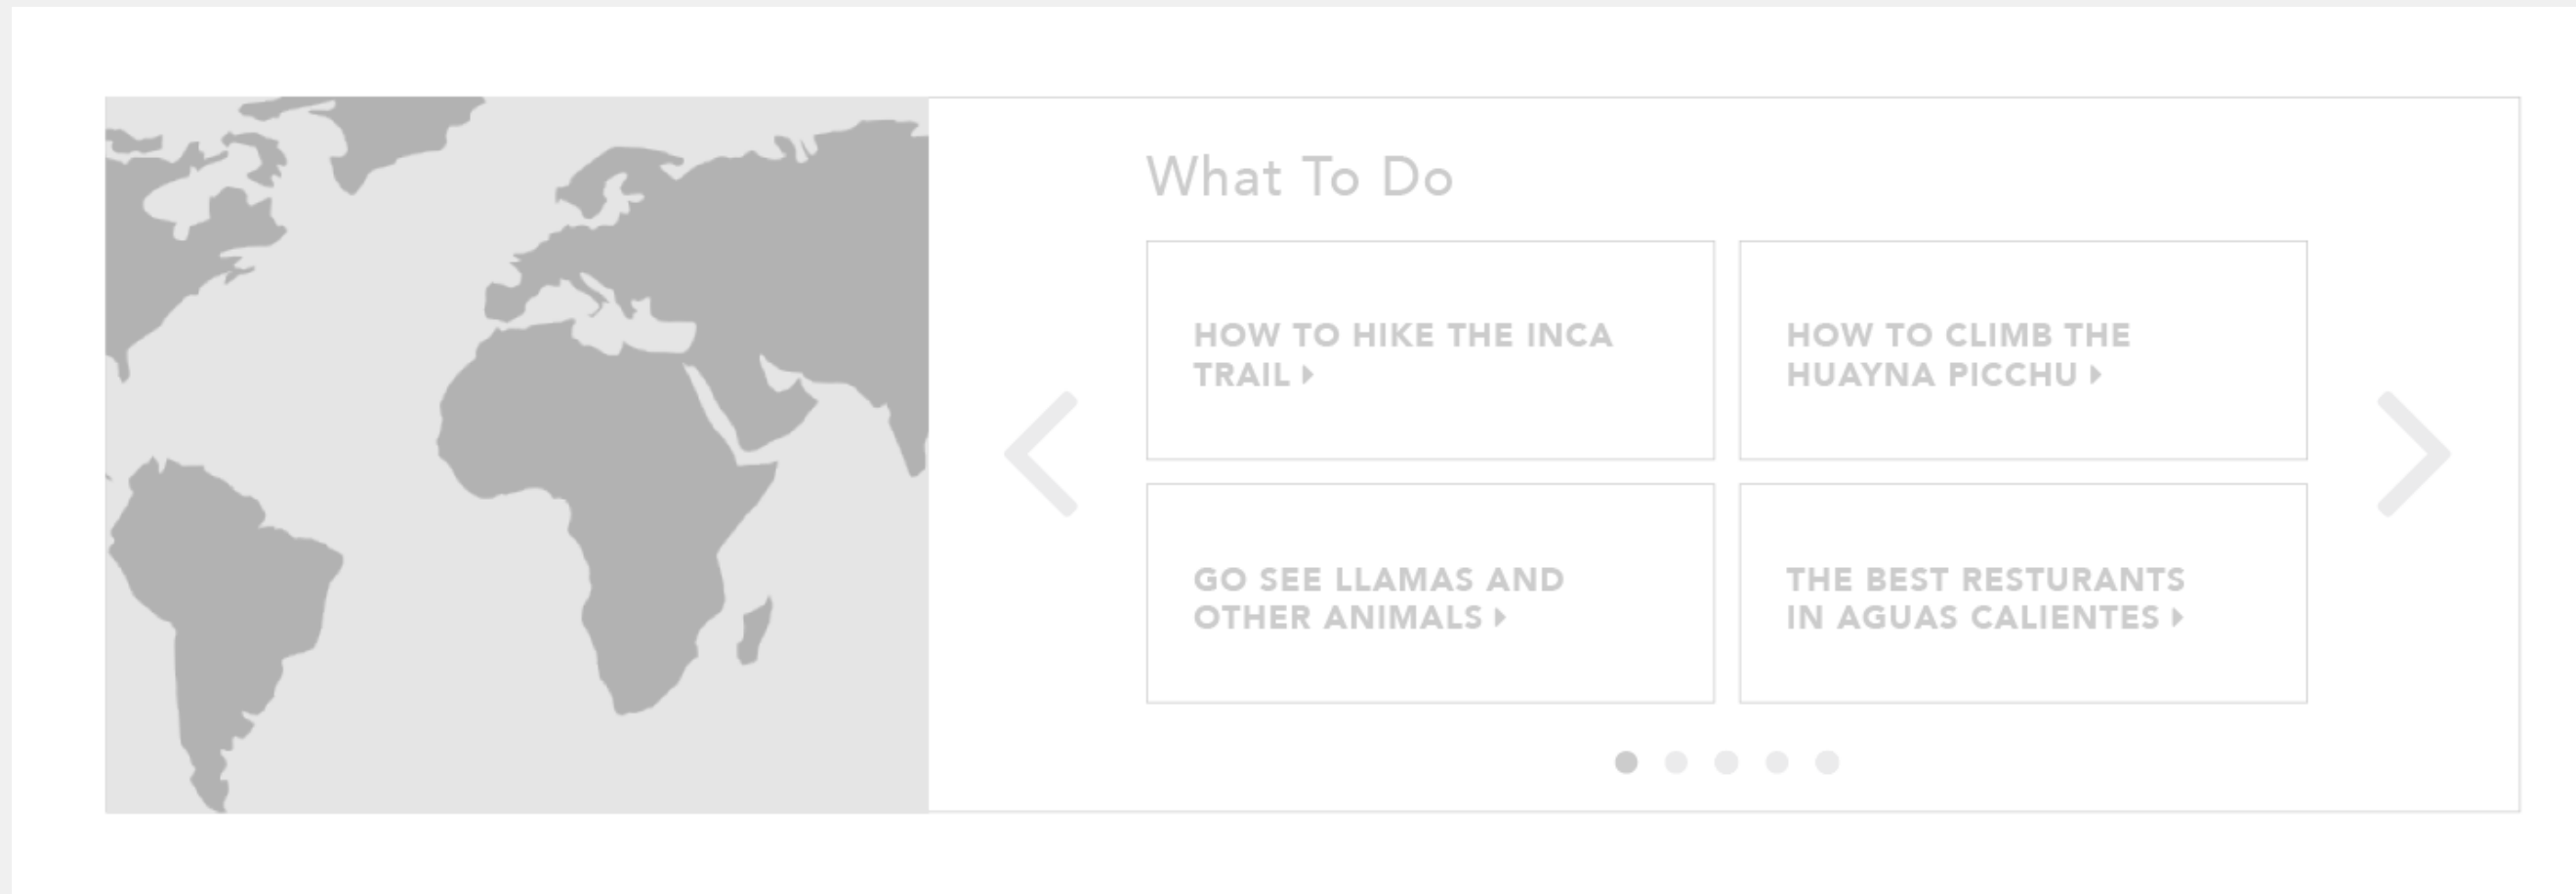 What To Do
HOW TO HIKE THE INCA
TRAIL
HOW TO CLIMB THE
HUAYNA PICCHU
GO SEE LLAMAS AND
OTHER ANIMALS
THE BEST RESTURANTS
IN AGUAS CALIENTES